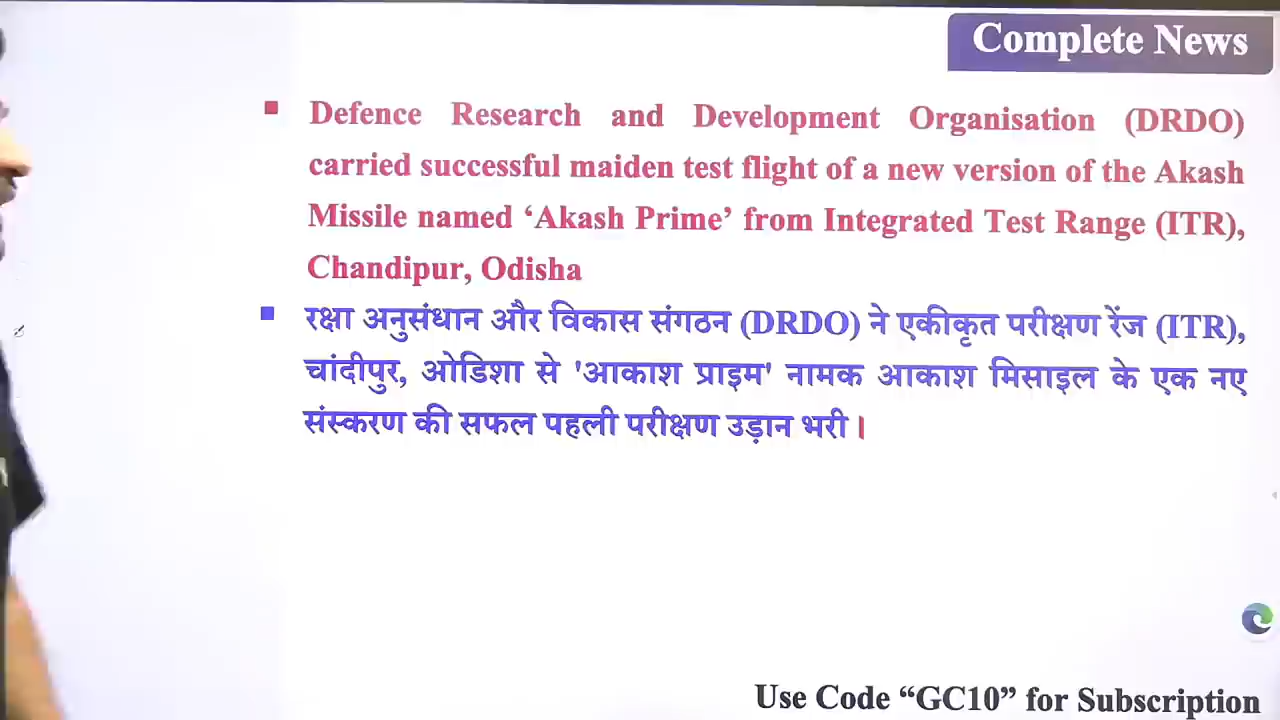 Complete News
Defence Research and Development Organisation (DRDO)
carried successful maiden test flight of a new version of the Akash
Missile named ‘Akash Prime’ from Integrated Test Range (ITR),
Chandipur, Odisha
रक्षा अनुसंधान और विकास संगठन (DRDO) ने एकीकृत परीक्षण रेंज (ITR),
चांदीपुर, ओडिशा से 'आकाश प्राइम' नामक आकाश मिसाइल के एक नए
संस्करण की सफल पहली परीक्षण उड़ान भरी।
Use Code “GC10” for Subscription